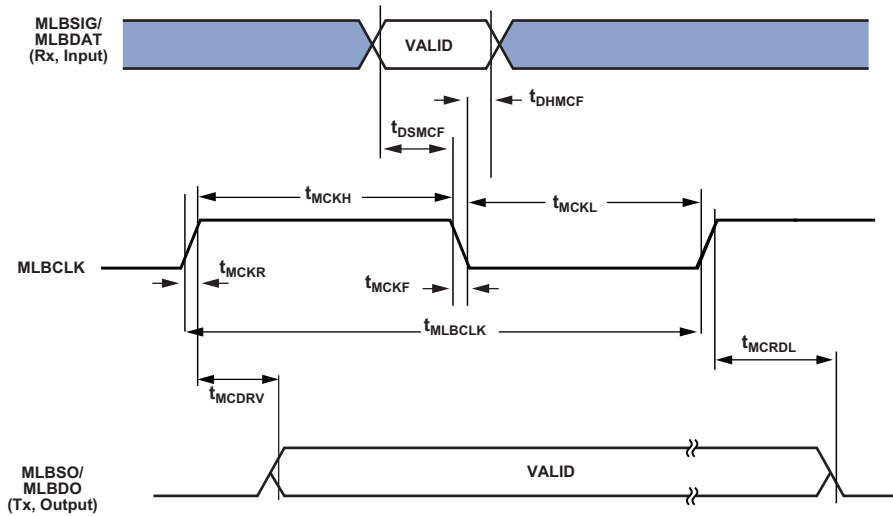 MLBSIG/
MLBDAT
(Rx, Input)
VALID
tDHMCF
tDSMCF
tMCKH
tMCKL
MLBCLK
tMCKR
tMCKF
tMLBCLK
tMCRDL
tMCDRV
MLBSO/
MLBDO
(Tx, Output)
VALID